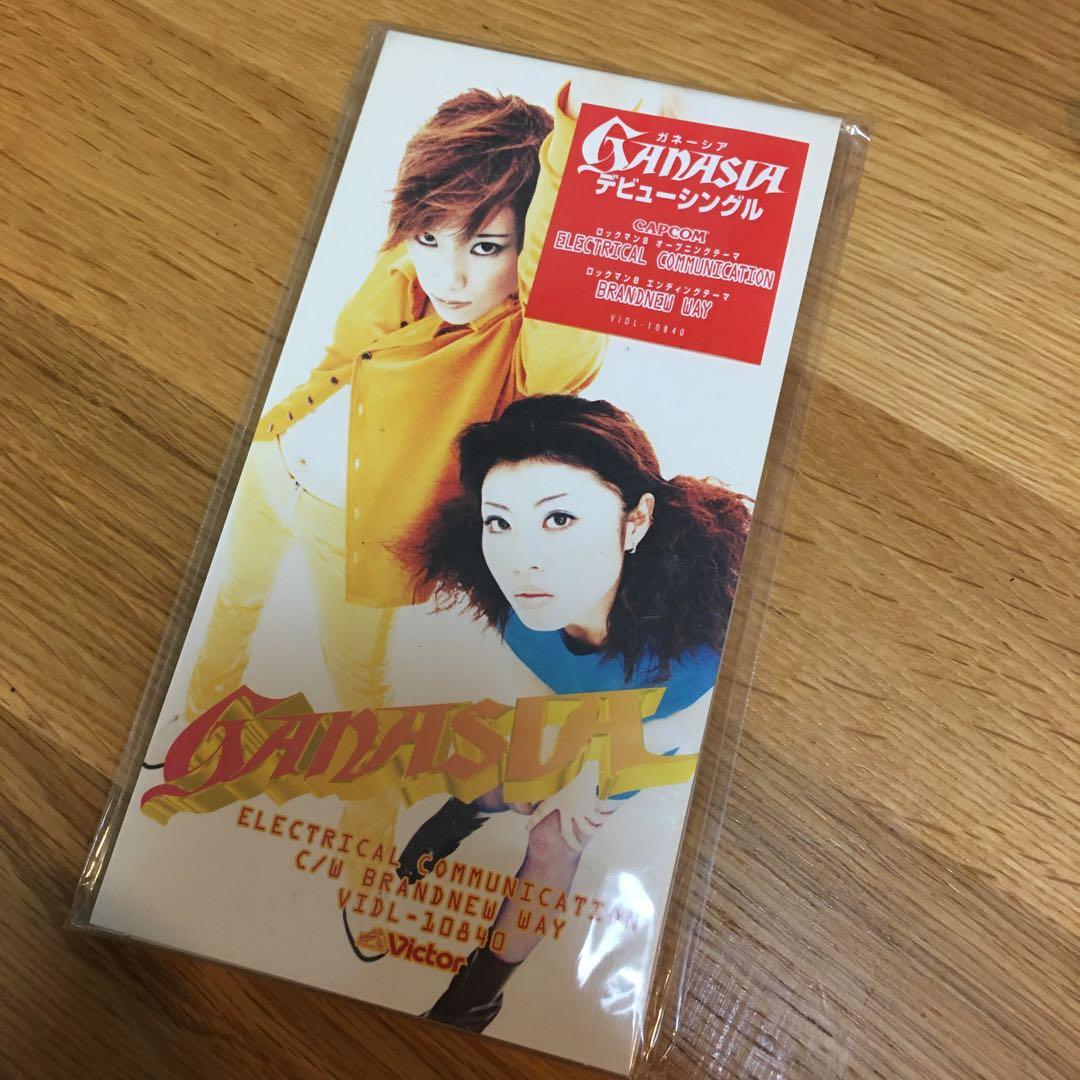 ガネーシア
GANASIA
デビューシングル
CAPCOM
ロックマン8 オープニングテーマ
ELECTRICAL COMMUNICATION
ロックマン8 エンディングテーマ
BRANDNEW WAY
VIDL-10840
GANASIA
ELECTRICAL COMMUNICATION
C/W BRANDNEW WAY
VIDL-10840
Victor